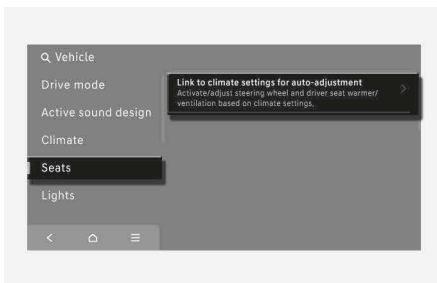 Vehicle
Drive mode
Active sound design
Climate
Seats
Lights
Link to climate settings for auto-adjustment
Activate/adjust steering wheel and driver seat warmer/
ventilation based on climate settings.